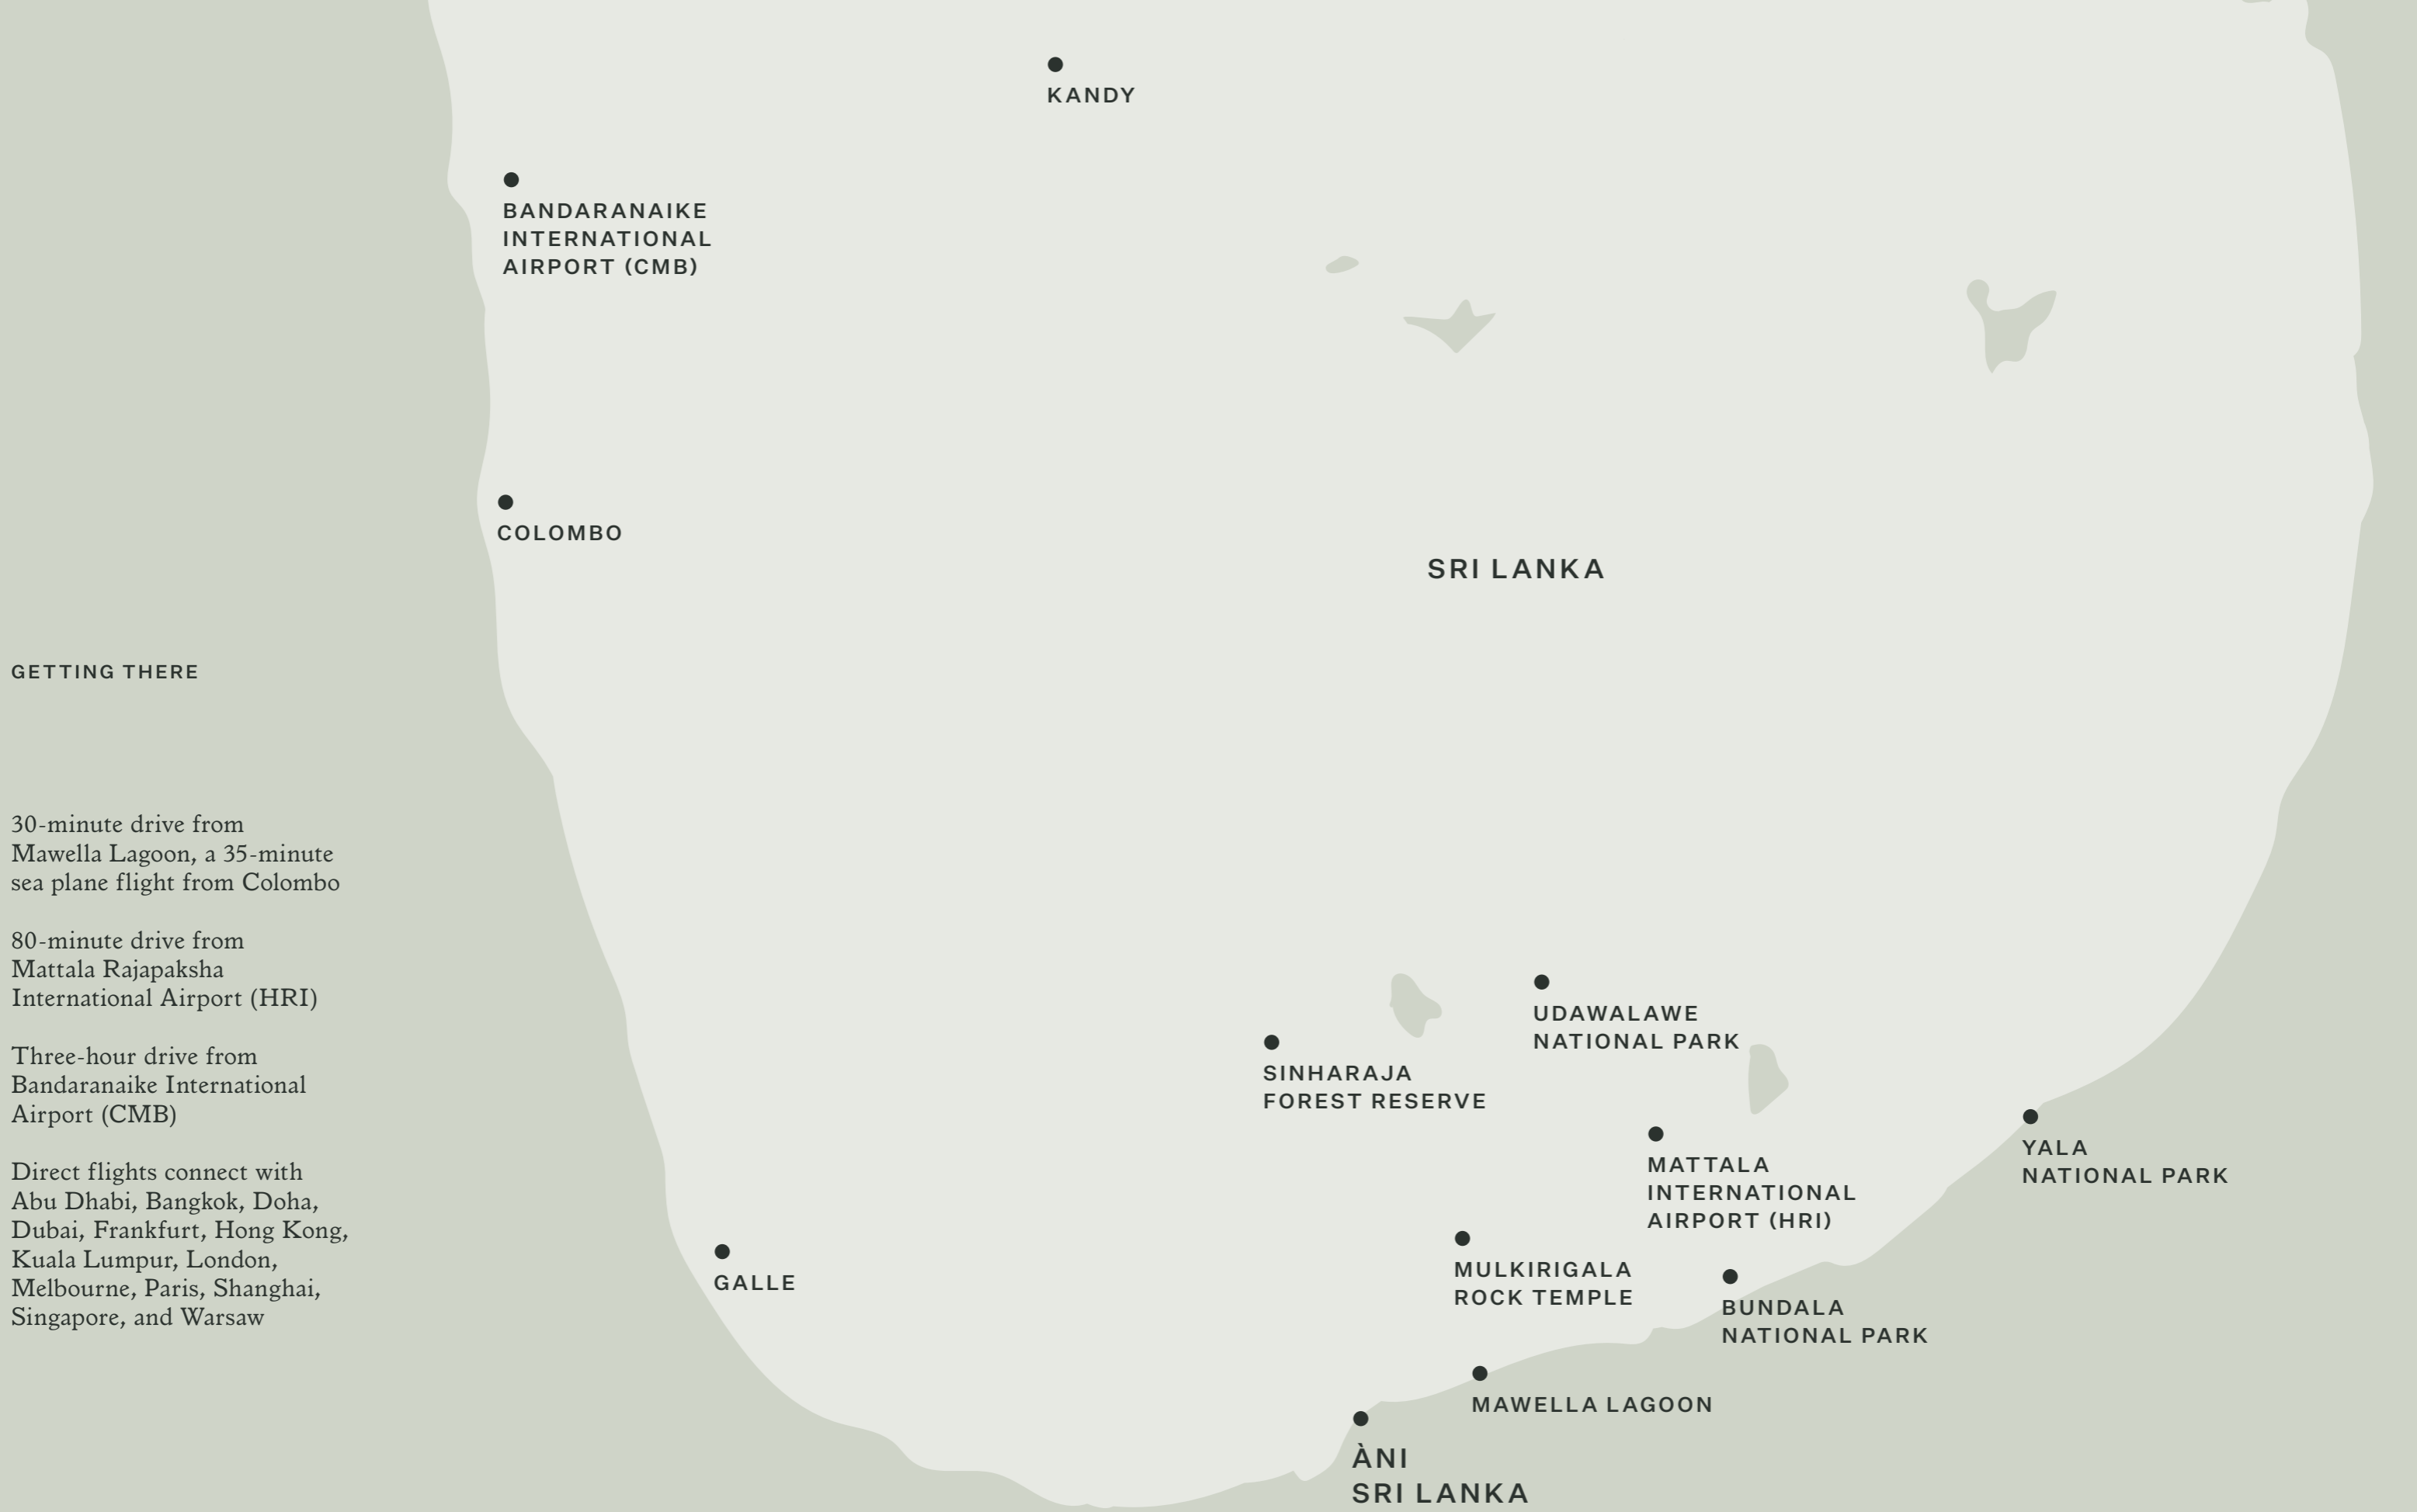 KANDY
BANDARANAIKE
INTERNATIONAL
AIRPORT (CMB)
COLOMBO
SRI LANKA
GETTING THERE
30-minute drive from
Mawella Lagoon, a 35-minute
sea plane flight from Colombo
80-minute drive from
Mattala Rajapaksha
International Airport (HRI)
Three-hour drive from
Bandaranaike International
Airport (CMB)
Direct flights connect with
Abu Dhabi, Bangkok, Doha,
Dubai, Frankfurt, Hong Kong,
Kuala Lumpur, London,
Melbourne, Paris, Shanghai,
Singapore, and Warsaw
UDAWALAWE
NATIONAL PARK
SINHARAJA
FOREST RESERVE
YALA
NATIONAL PARK
MATTALA
INTERNATIONAL
AIRPORT (HRI)
MULKIRIGALA
ROCK TEMPLE
GALLE
BUNDALA
NATIONAL PARK
MAWELLA LAGOON
ÀNI
SRI LANKA